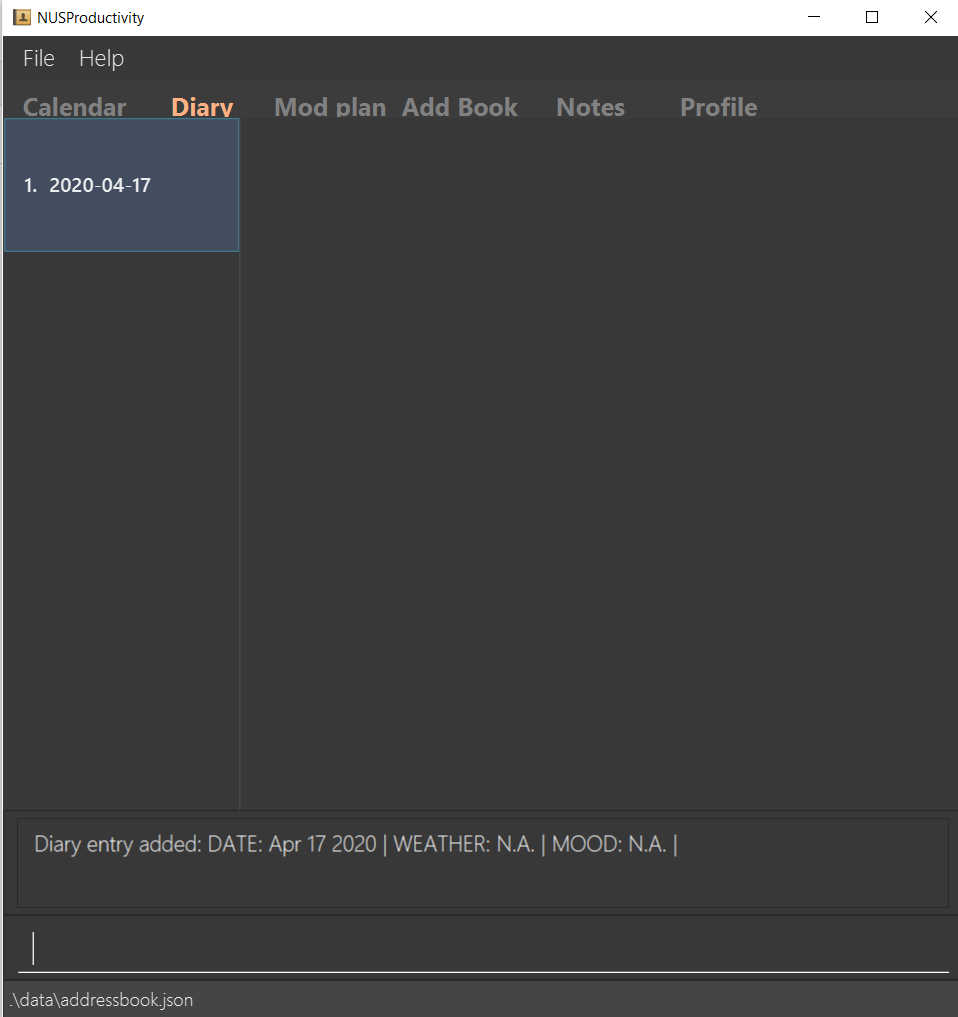 NUSProductivity
File Help
Calendar Diary Mod plan Add Book Notes Profile
1. 2020-04-17
Diary entry added: DATE: Apr 17 2020 | WEATHER: N.A. | MOOD: N.A. |
.\data\addressbook.json